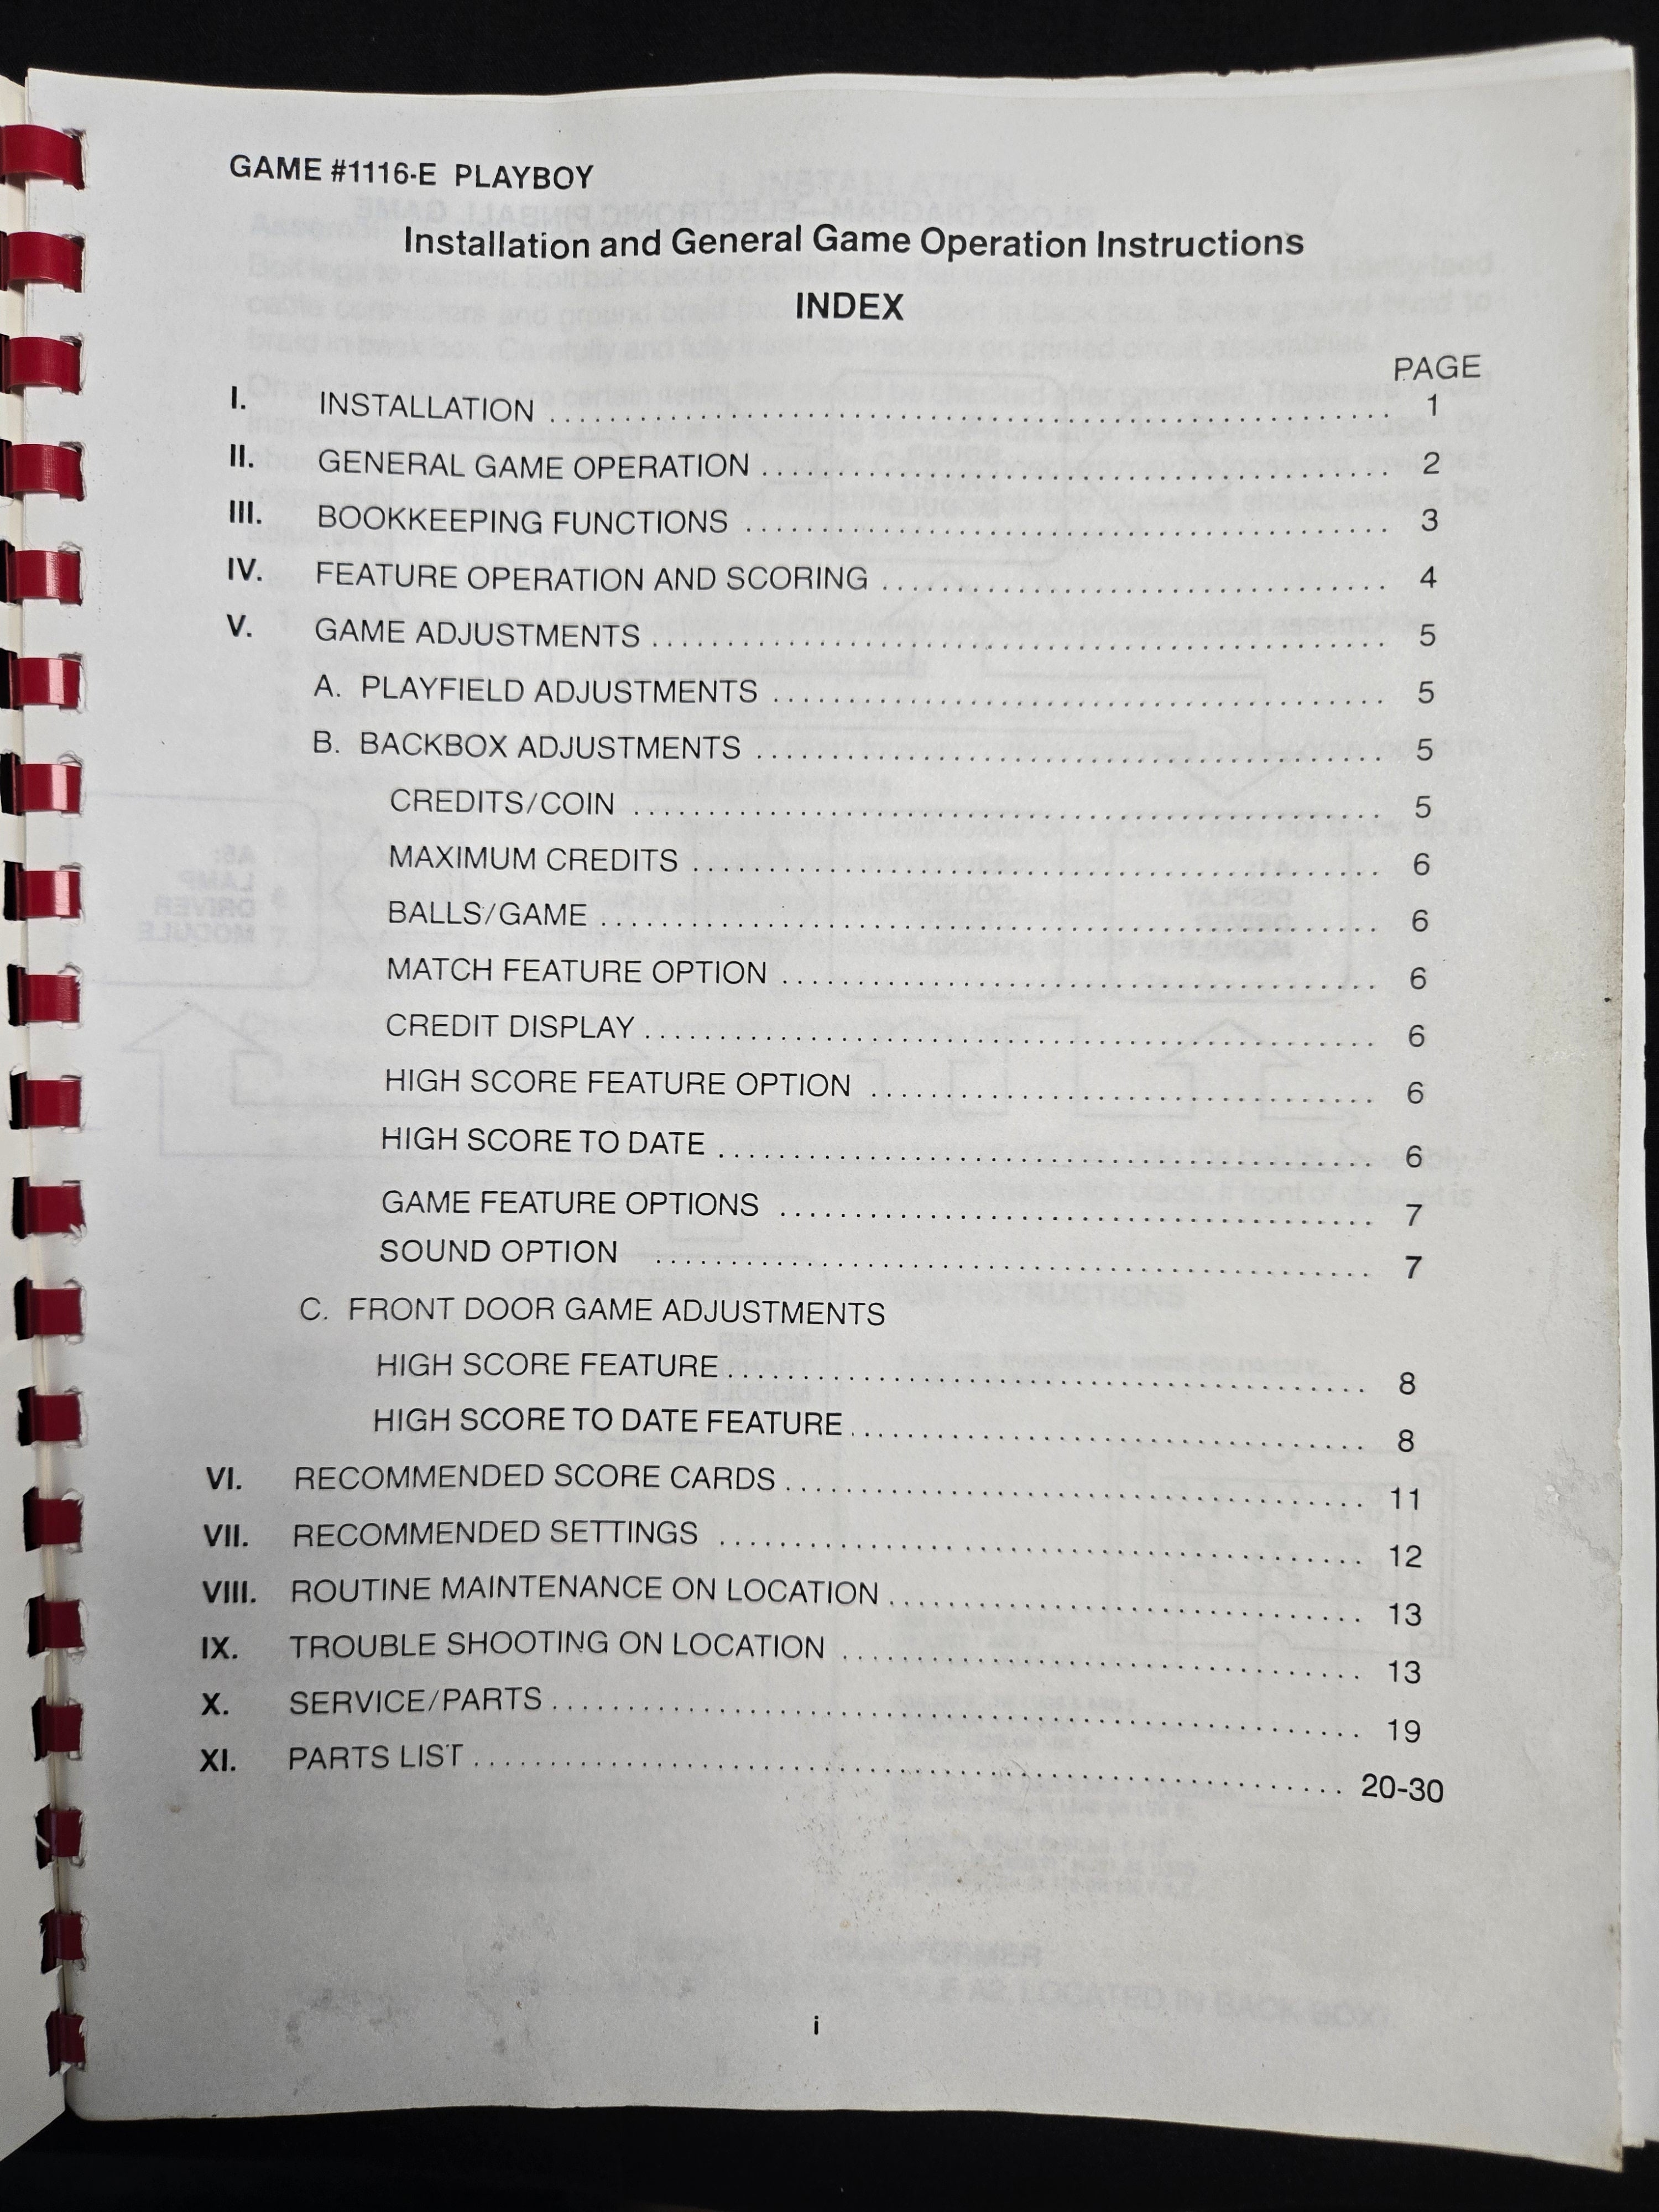 GAME #1116-E PLAYBOY
Installation and General Game Operation Instructions
INDEX
PAGE
I. INSTALLATION ........................................ 1
II. GENERAL GAME OPERATION ........................................ 2
III. BOOKKEEPING FUNCTIONS ........................................ 3
IV. FEATURE OPERATION AND SCORING ........................................ 4
V. GAME ADJUSTMENTS ........................................ 5
A. PLAYFIELD ADJUSTMENTS ........................................ 5
B. BACKBOX ADJUSTMENTS ........................................ 5
CREDITS/COIN ........................................ 5
MAXIMUM CREDITS ........................................ 6
BALLS/GAME ........................................ 6
MATCH FEATURE OPTION ........................................ 6
CREDIT DISPLAY ........................................ 6
HIGH SCORE FEATURE OPTION ........................................ 6
HIGH SCORE TO DATE ........................................ 6
GAME FEATURE OPTIONS ........................................ 7
SOUND OPTION ........................................ 7
C. FRONT DOOR GAME ADJUSTMENTS
HIGH SCORE FEATURE ........................................ 8
HIGH SCORE TO DATE FEATURE ........................................ 8
VI. RECOMMENDED SCORE CARDS ........................................ 11
VII. RECOMMENDED SETTINGS ........................................ 12
VIII. ROUTINE MAINTENANCE ON LOCATION ........................................ 13
IX. TROUBLE SHOOTING ON LOCATION ........................................ 13
X. SERVICE/PARTS ........................................ 19
XI. PARTS LIST ........................................ 20-30
i